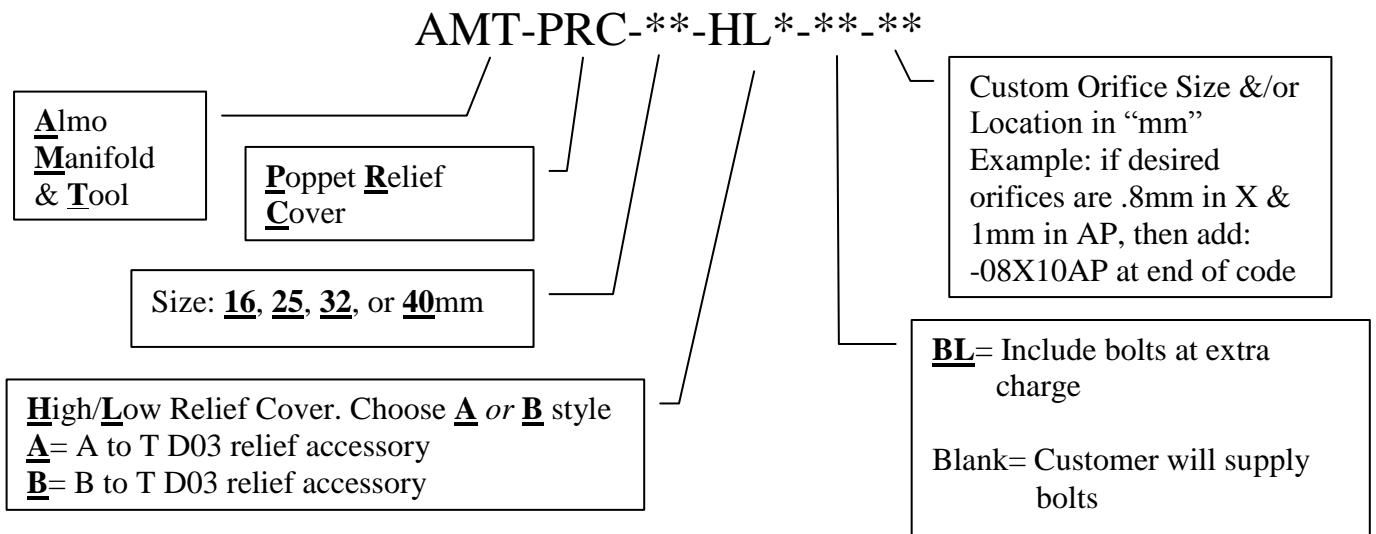 AMT-PRC-**-HL*-**-**
Almo
Manifold
& Tool
Poppet Relief
Cover
Size: 16, 25, 32, or 40mm
High/Low Relief Cover. Choose A or B style
A= A to T D03 relief accessory
B= B to T D03 relief accessory
Custom Orifice Size &/or
Location in “mm”
Example: if desired
orifices are .8mm in X &
1mm in AP, then add:
-08X10AP at end of code
BL= Include bolts at extra
charge
Blank= Customer will supply
bolts